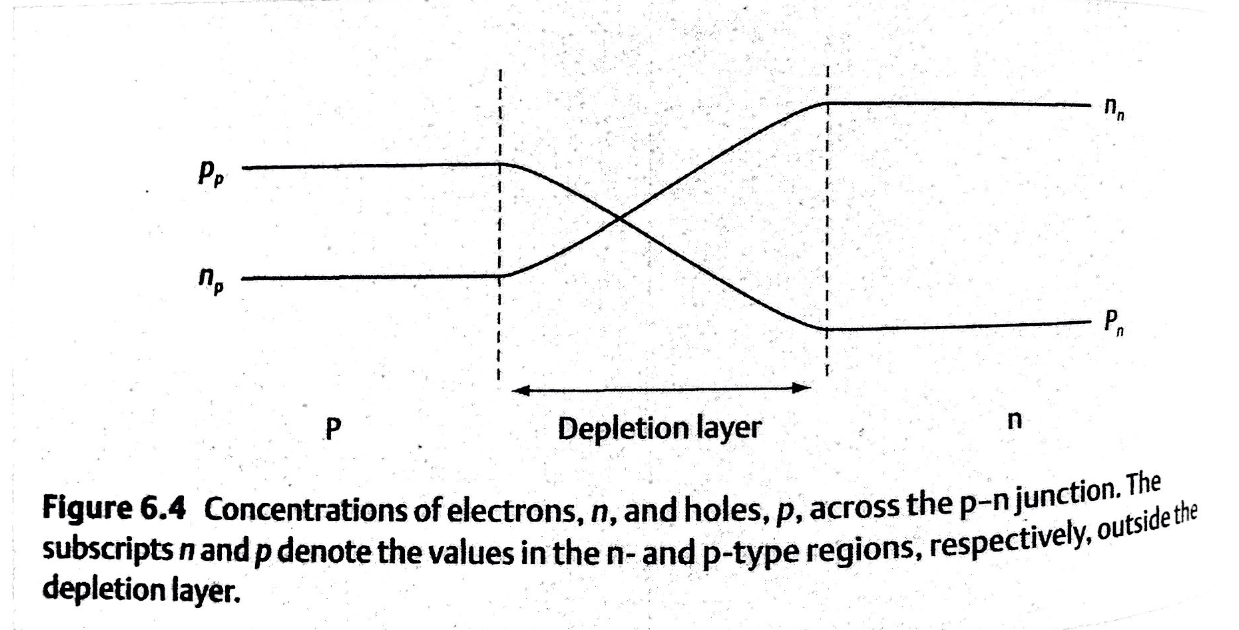 n_n
P_p
n_p
P_n
P Depletion layer n
Figure 6.4 Concentrations of electrons, n, and holes, p, across the p–n junction. The
subscripts n and p denote the values in the n- and p-type regions, respectively, outside the
depletion layer.